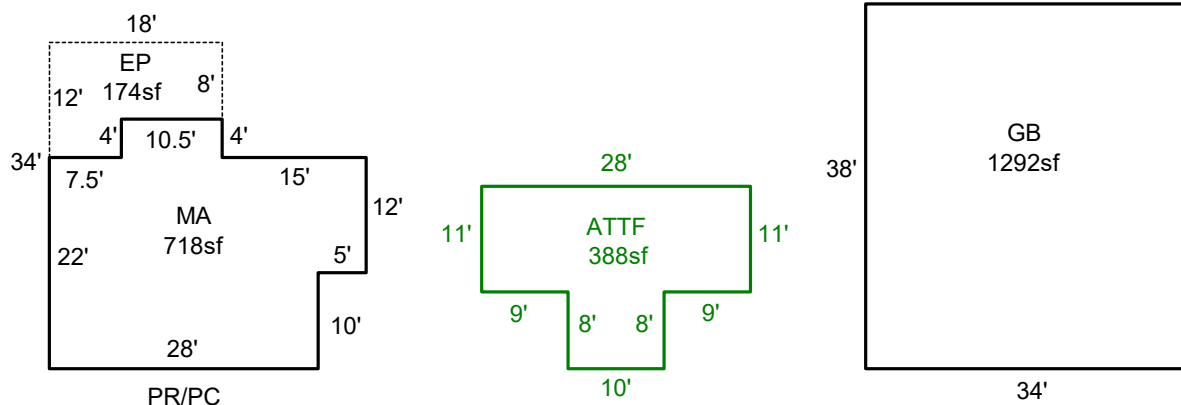 18'
EP
174sf
12'
8'
4'
10.5'
4'
34'
7.5'
15'
MA
718sf
12'
22'
5'
10'
28'
PR/PC
28'
11'
ATTF
388sf
11'
9'
8'
8'
9'
10'
GB
1292sf
38'
34'